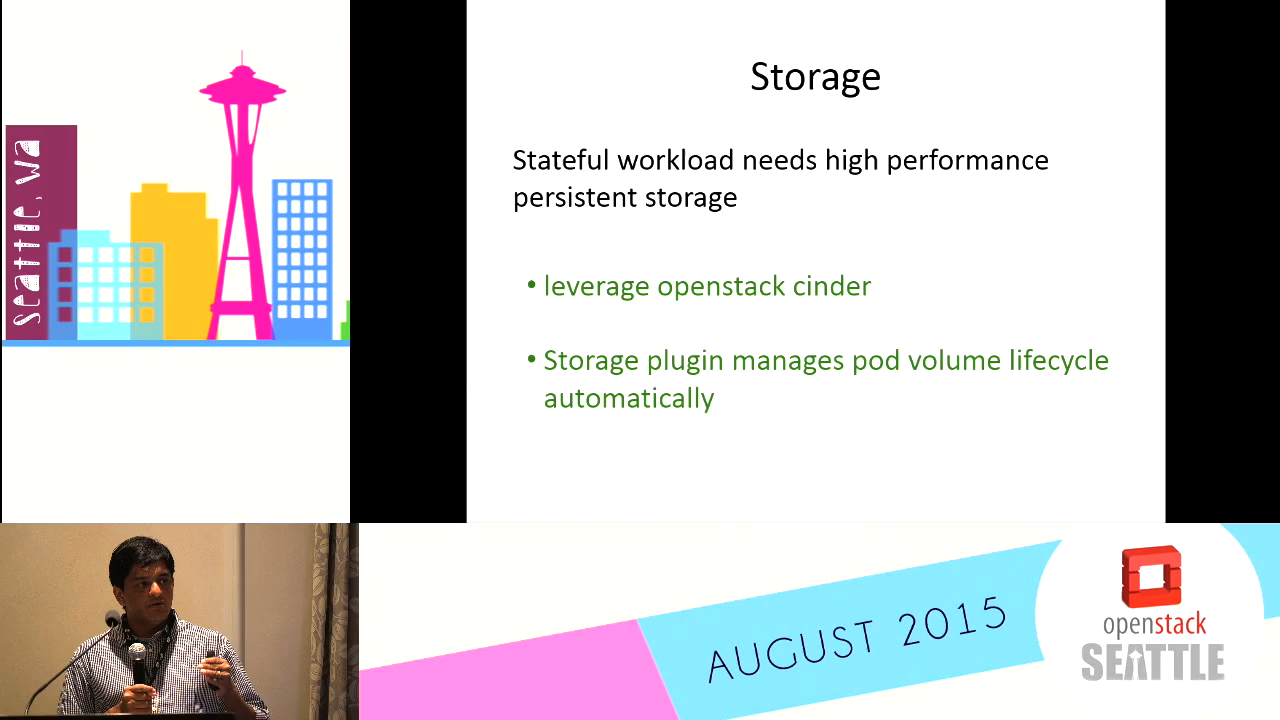 Seattle, WA
Storage
Stateful workload needs high performance
persistent storage
• leverage openstack cinder
• Storage plugin manages pod volume lifecycle
automatically
AUGUST 2015
openstack
SEATTLE